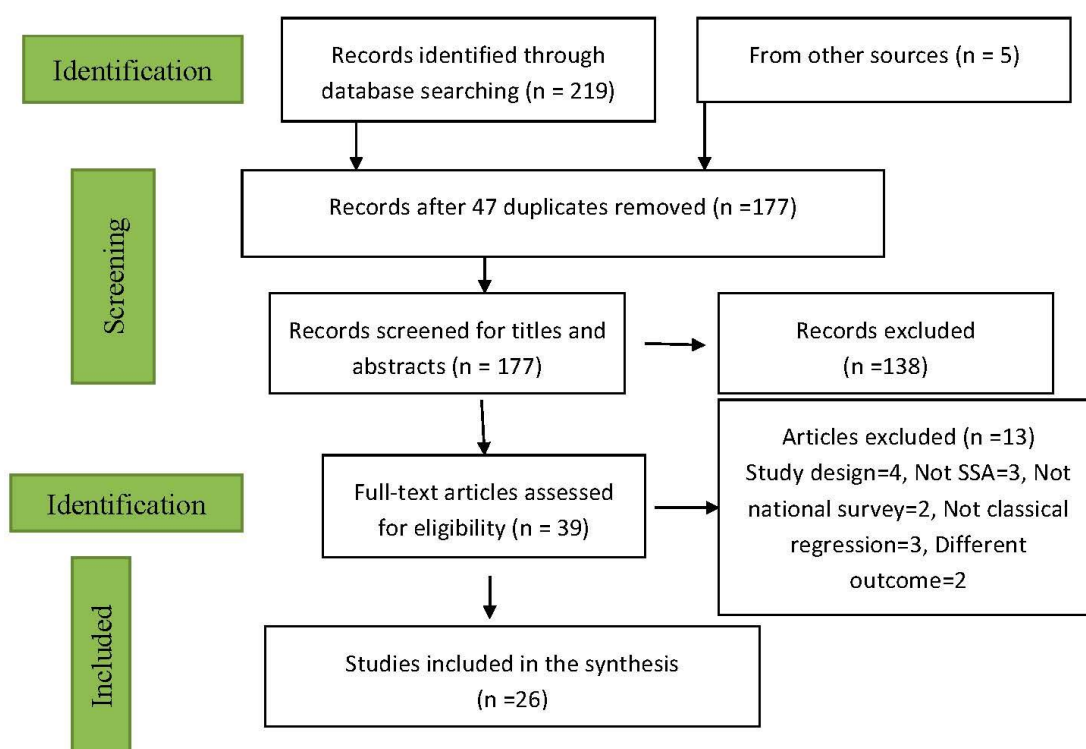 Identification
Records identified through
database searching (n = 219)
From other sources (n = 5)
Screening
Records after 47 duplicates removed (n =177)
Records screened for titles and
abstracts (n = 177)
Records excluded
(n =138)
Identification
Full-text articles assessed
for eligibility (n = 39)
Articles excluded (n =13)
Study design=4, Not SSA=3, Not
national survey=2, Not classical
regression=3, Different
outcome=2
Included
Studies included in the synthesis
(n =26)